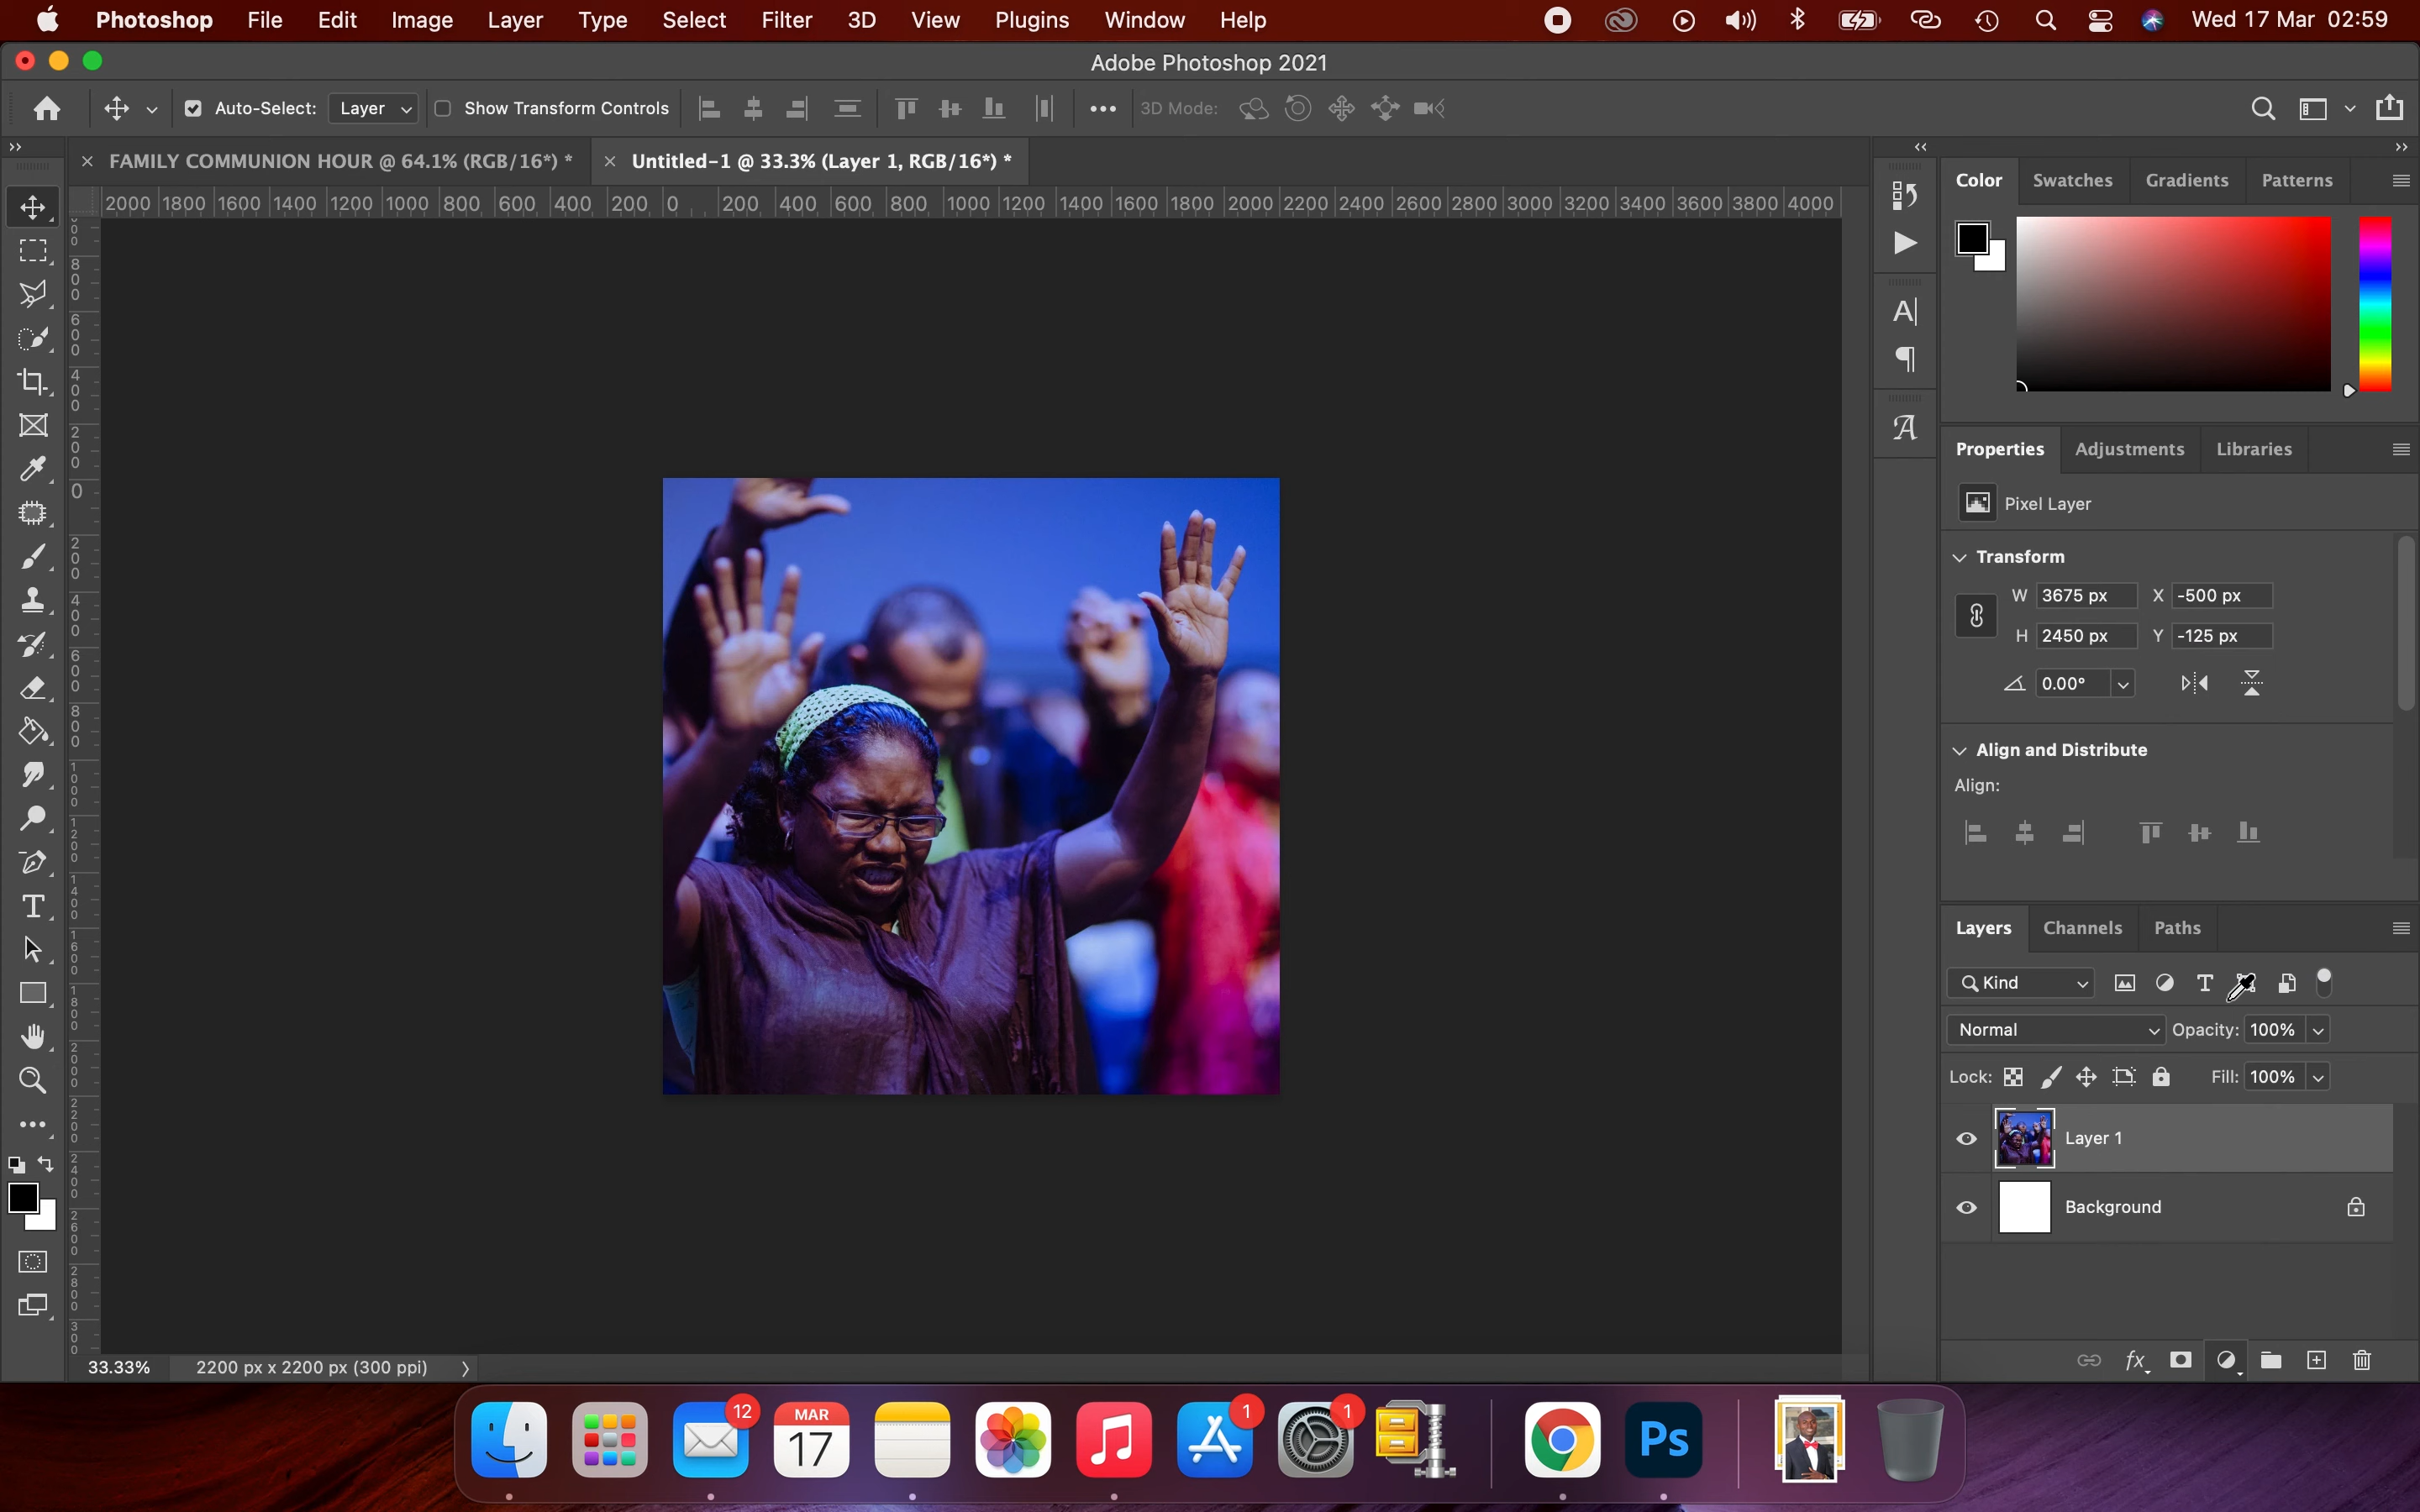 Photoshop File Edit Image Layer Type Select Filter 3D View Plugins Window Help Wed 17 Mar 02:59
Adobe Photoshop 2021
Auto-Select: Layer Show Transform Controls 3D Mode:
× FAMILY COMMUNION HOUR @ 64.1% (RGB/16*) * × Untitled-1 @ 33.3% (Layer 1, RGB/16*) *
2000 1800 1600 1400 1200 1000 800 600 400 200 0 200 400 600 800 1000 1200 1400 1600 1800 2000 2200 2400 2600 2800 3000 3200 3400 3600 3800 4000
Color Swatches Gradients Patterns
Properties Adjustments Libraries
Pixel Layer
Transform
W 3675 px X -500 px
H 2450 px Y -125 px
0.00°
Align and Distribute
Align:
Layers Channels Paths
Kind
Normal Opacity: 100%
Lock: Fill: 100%
Layer 1
Background
33.33% 2200 px x 2200 px (300 ppi)
12 MAR 17 1 1 Ps